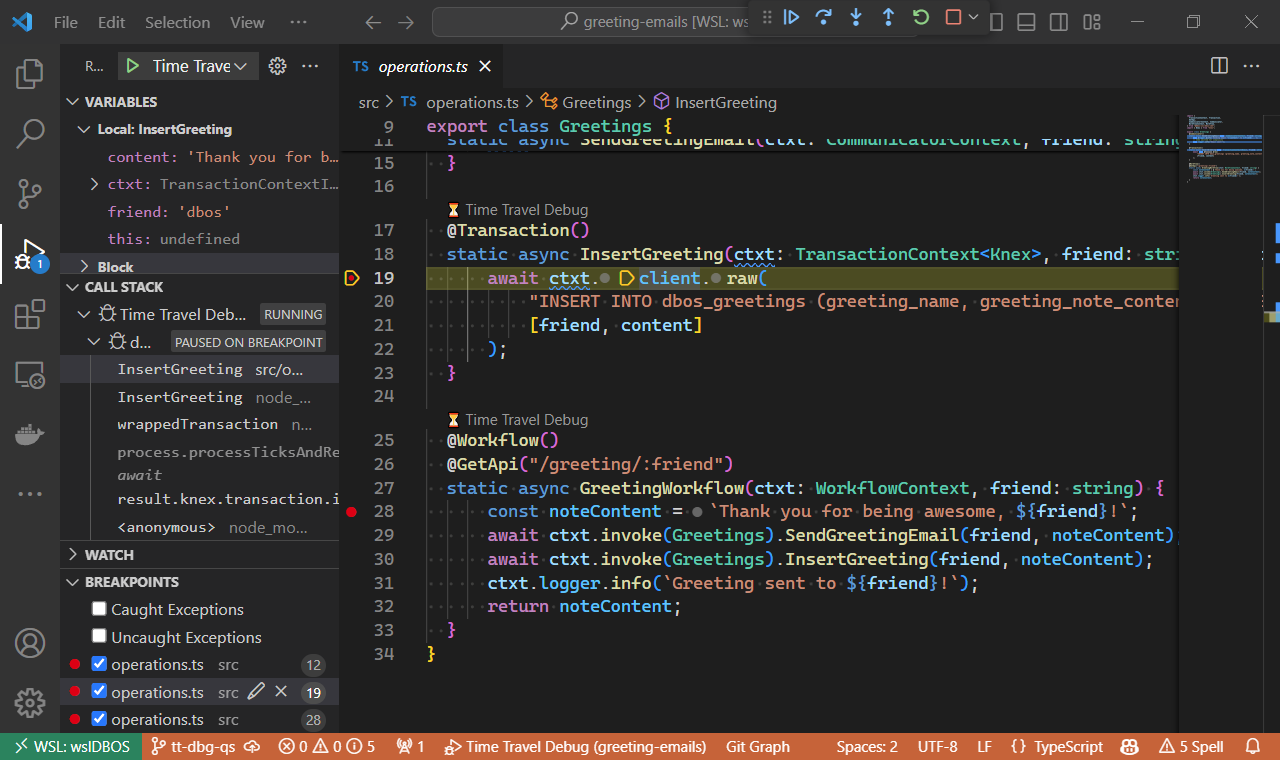 File Edit Selection View ···
greeting-emails [WSL: ws
R... Time Trave ···
TS operations.ts
src > TS operations.ts > Greetings > InsertGreeting
VARIABLES
Local: InsertGreeting
content: 'Thank you for b…
ctxt: TransactionContextI…
friend: 'dbos'
this: undefined
Block
CALL STACK
Time Travel Deb... RUNNING
d... PAUSED ON BREAKPOINT
InsertGreeting src/o...
InsertGreeting node_...
wrappedTransaction n...
process.processTicksAndRe
await
result.knex.transaction.i
<anonymous> node_mo...
WATCH
BREAKPOINTS
Caught Exceptions
Uncaught Exceptions
operations.ts src 12
operations.ts src 19
operations.ts src 28
9 export class Greetings {
11 static async SendGreetingEmail(ctxt: CommunicatorContext, friend: string
15 }
16
Time Travel Debug
17 @Transaction()
18 static async InsertGreeting(ctxt: TransactionContext<Knex>, friend: stri
19 await ctxt.client.raw(
20 "INSERT INTO dbos_greetings (greeting_name, greeting_note_conten
21 [friend, content]
22 );
23 }
24
Time Travel Debug
25 @Workflow()
26 @GetApi("/greeting/:friend")
27 static async GreetingWorkflow(ctxt: WorkflowContext, friend: string) {
28 const noteContent = `Thank you for being awesome, ${friend}!`;
29 await ctxt.invoke(Greetings).SendGreetingEmail(friend, noteContent);
30 await ctxt.invoke(Greetings).InsertGreeting(friend, noteContent);
31 ctxt.logger.info(`Greeting sent to ${friend}!`);
32 return noteContent;
33 }
34 }
1
WSL: wslDBOS tt-dbg-qs 0 0 5 1 Time Travel Debug (greeting-emails) Git Graph Spaces: 2 UTF-8 LF {} TypeScript 5 Spell